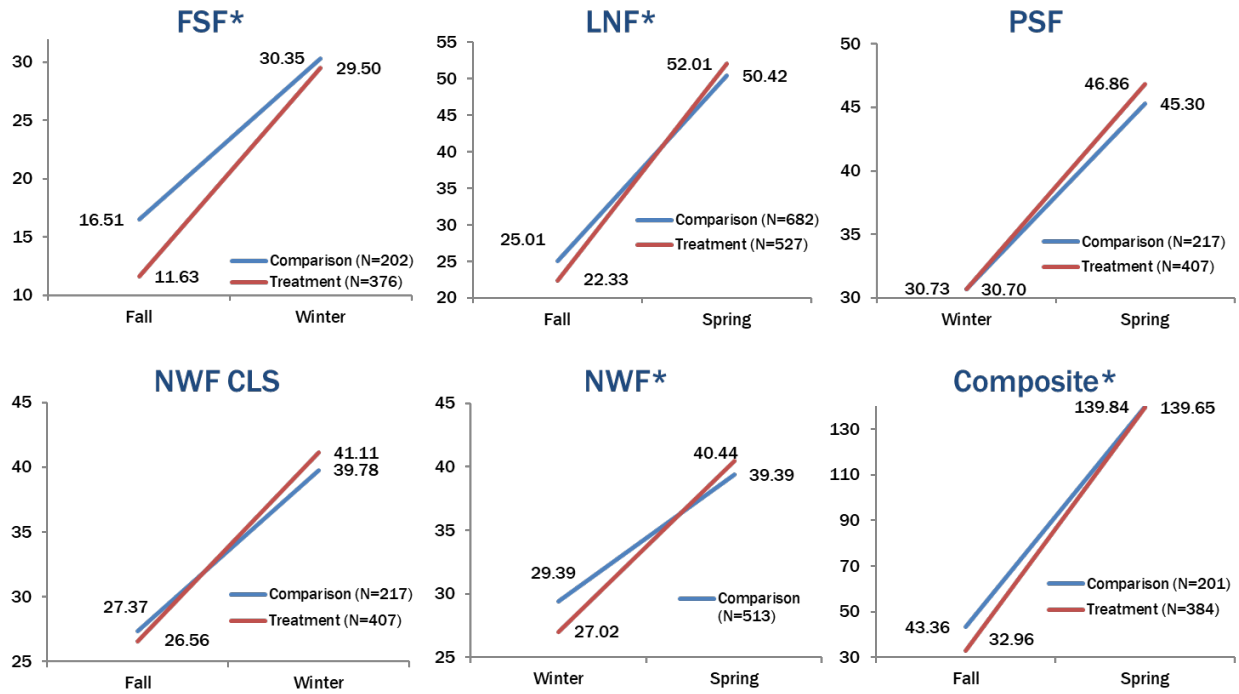 FSF*
30
25
20
15
10
30.35
29.50
16.51
11.63
Comparison (N=202)
Treatment (N=376)
Fall
Winter
LNF*
55
50
45
40
35
30
25
20
52.01
50.42
25.01
22.33
Comparison (N=682)
Treatment (N=527)
Fall
Spring
PSF
50
45
40
35
30
46.86
45.30
30.73
30.70
Comparison (N=217)
Treatment (N=407)
Winter
Spring
NWF CLS
45
40
35
30
25
41.11
39.78
27.37
26.56
Comparison (N=217)
Treatment (N=407)
Fall
Winter
NWF*
45
40
35
30
25
40.44
39.39
29.39
27.02
Comparison
(N=513)
Winter
Spring
Composite*
130
110
90
70
50
30
139.84
139.65
43.36
32.96
Comparison (N=201)
Treatment (N=384)
Fall
Spring